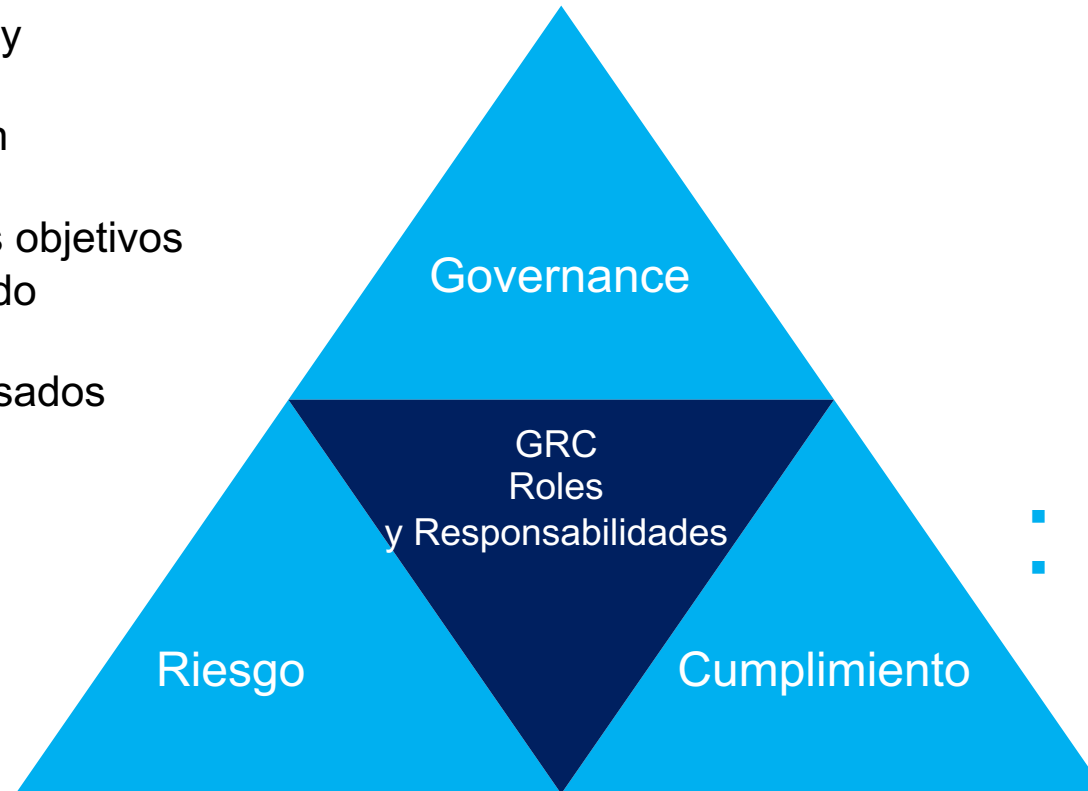 y
s objetivos
do
sados
Governance
GRC
Roles
y Responsabilidades
Riesgo
Cumplimiento